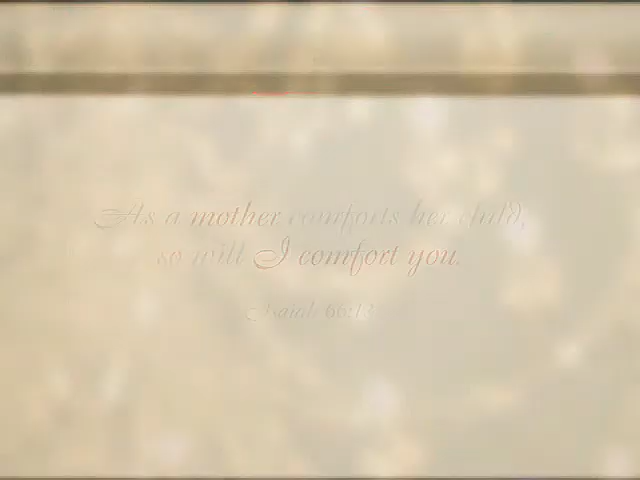 As a mother comforts her child,
so will I comfort you.
Isaiah 66:13